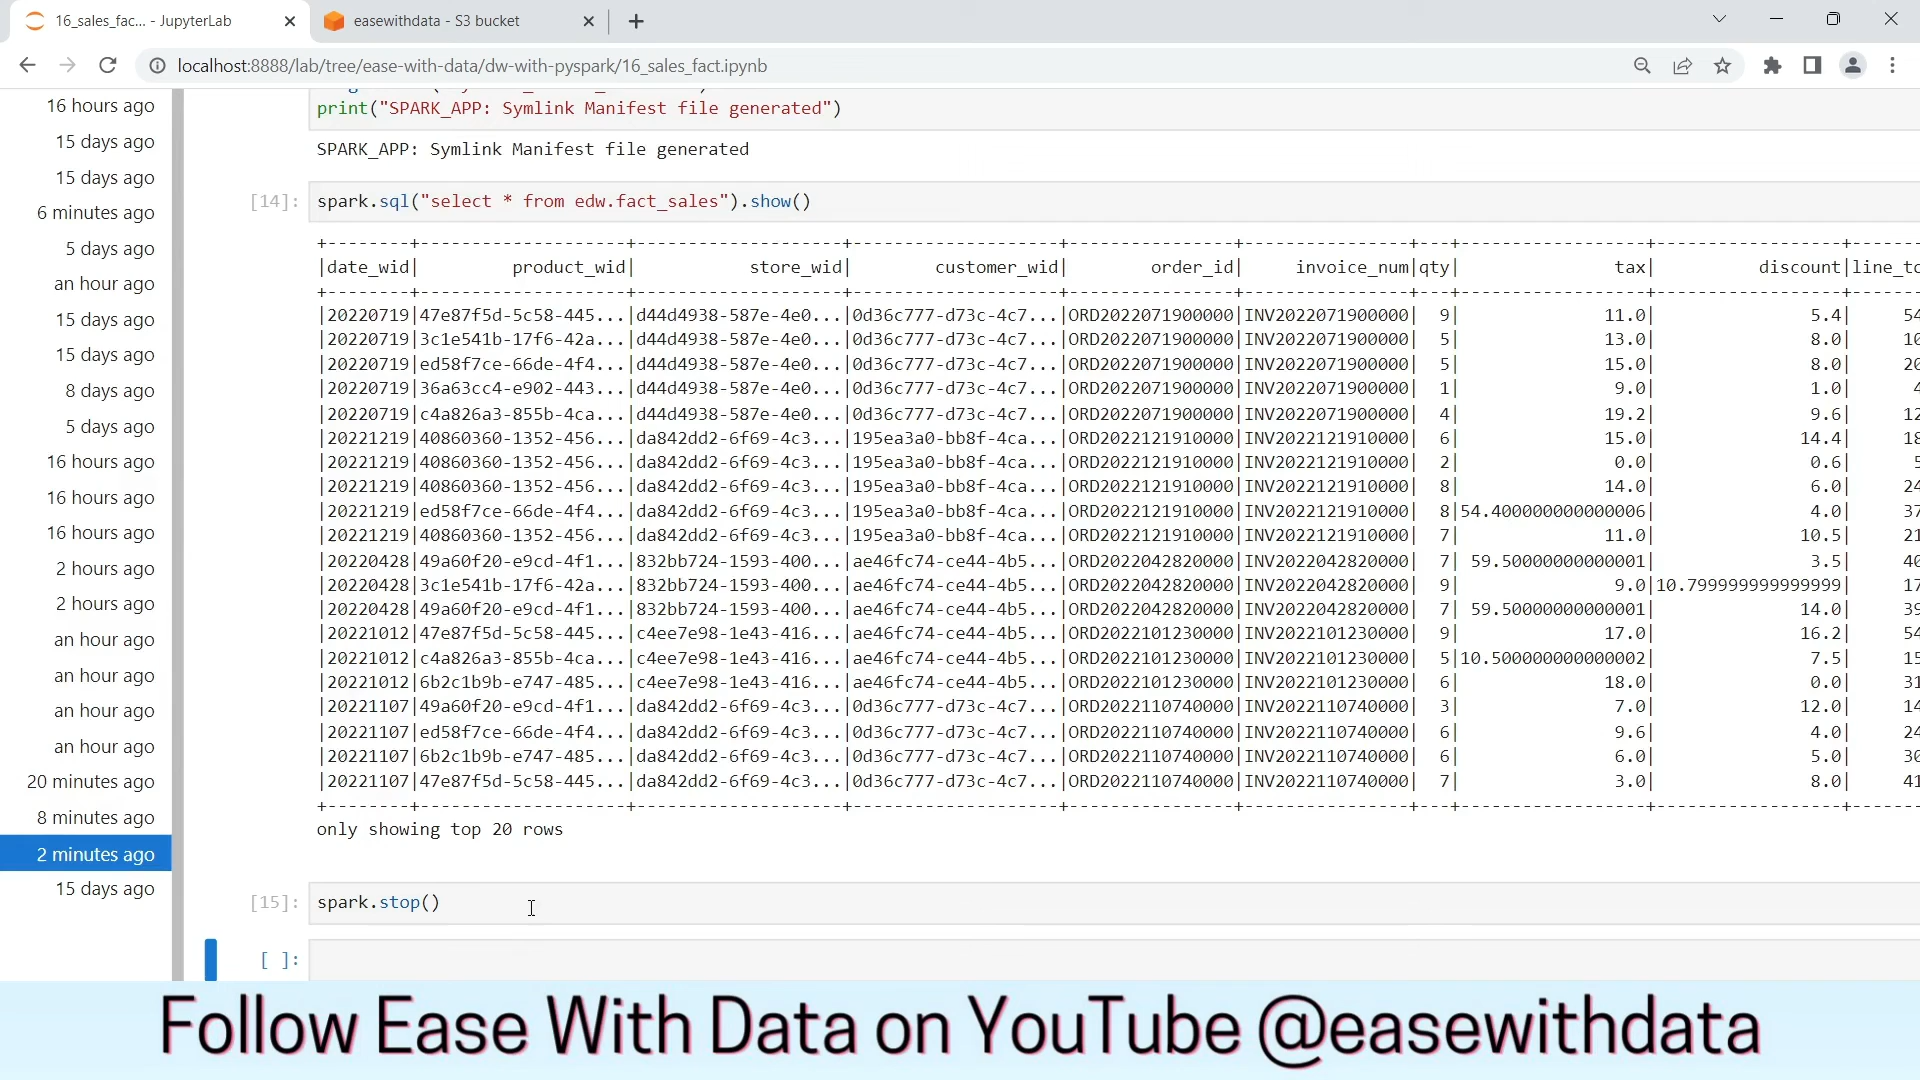 16_sales_fac... - JupyterLab
easewithdata - S3 bucket
localhost:8888/lab/tree/ease-with-data/dw-with-pyspark/16_sales_fact.ipynb
16 hours ago
15 days ago
15 days ago
6 minutes ago
5 days ago
an hour ago
15 days ago
15 days ago
8 days ago
5 days ago
16 hours ago
16 hours ago
16 hours ago
2 hours ago
2 hours ago
an hour ago
an hour ago
an hour ago
an hour ago
20 minutes ago
8 minutes ago
2 minutes ago
15 days ago
print("SPARK_APP: Symlink Manifest file generated")
SPARK_APP: Symlink Manifest file generated
[14]: spark.sql("select * from edw.fact_sales").show()
+--------+--------------------+--------------------+--------------------+----------------+----------------+---+------------------+------------------+------
|date_wid|         product_wid|           store_wid|        customer_wid|        order_id|     invoice_num|qty|               tax|          discount|line_to
+--------+--------------------+--------------------+--------------------+----------------+----------------+---+------------------+------------------+------
|20220719|47e87f5d-5c58-445...|d44d4938-587e-4e0...|0d36c777-d73c-4c7...|ORD2022071900000|INV2022071900000|  9|              11.0|               5.4|    54
|20220719|3c1e541b-17f6-42a...|d44d4938-587e-4e0...|0d36c777-d73c-4c7...|ORD2022071900000|INV2022071900000|  5|              13.0|               8.0|    10
|20220719|ed58f7ce-66de-4f4...|d44d4938-587e-4e0...|0d36c777-d73c-4c7...|ORD2022071900000|INV2022071900000|  5|              15.0|               8.0|    20
|20220719|36a63cc4-e902-443...|d44d4938-587e-4e0...|0d36c777-d73c-4c7...|ORD2022071900000|INV2022071900000|  1|               9.0|               1.0|     4
|20220719|c4a826a3-855b-4ca...|d44d4938-587e-4e0...|0d36c777-d73c-4c7...|ORD2022071900000|INV2022071900000|  4|              19.2|               9.6|    12
|20221219|40860360-1352-456...|da842dd2-6f69-4c3...|195ea3a0-bb8f-4ca...|ORD2022121910000|INV2022121910000|  6|              15.0|              14.4|    18
|20221219|40860360-1352-456...|da842dd2-6f69-4c3...|195ea3a0-bb8f-4ca...|ORD2022121910000|INV2022121910000|  2|               0.0|               0.6|     5
|20221219|40860360-1352-456...|da842dd2-6f69-4c3...|195ea3a0-bb8f-4ca...|ORD2022121910000|INV2022121910000|  8|              14.0|               6.0|    24
|20221219|ed58f7ce-66de-4f4...|da842dd2-6f69-4c3...|195ea3a0-bb8f-4ca...|ORD2022121910000|INV2022121910000|  8|54.400000000000006|               4.0|    37
|20221219|40860360-1352-456...|da842dd2-6f69-4c3...|195ea3a0-bb8f-4ca...|ORD2022121910000|INV2022121910000|  7|              11.0|              10.5|    21
|20220428|49a60f20-e9cd-4f1...|832bb724-1593-400...|ae46fc74-ce44-4b5...|ORD2022042820000|INV2022042820000|  7| 59.50000000000001|               3.5|    40
|20220428|3c1e541b-17f6-42a...|832bb724-1593-400...|ae46fc74-ce44-4b5...|ORD2022042820000|INV2022042820000|  9|               9.0|10.799999999999999|    17
|20220428|49a60f20-e9cd-4f1...|832bb724-1593-400...|ae46fc74-ce44-4b5...|ORD2022042820000|INV2022042820000|  7| 59.50000000000001|              14.0|    39
|20221012|47e87f5d-5c58-445...|c4ee7e98-1e43-416...|ae46fc74-ce44-4b5...|ORD2022101230000|INV2022101230000|  9|              17.0|              16.2|    54
|20221012|c4a826a3-855b-4ca...|c4ee7e98-1e43-416...|ae46fc74-ce44-4b5...|ORD2022101230000|INV2022101230000|  5|10.500000000000002|               7.5|    15
|20221012|6b2c1b9b-e747-485...|c4ee7e98-1e43-416...|ae46fc74-ce44-4b5...|ORD2022101230000|INV2022101230000|  6|              18.0|               0.0|    31
|20221107|49a60f20-e9cd-4f1...|da842dd2-6f69-4c3...|0d36c777-d73c-4c7...|ORD2022110740000|INV2022110740000|  3|               7.0|              12.0|    14
|20221107|ed58f7ce-66de-4f4...|da842dd2-6f69-4c3...|0d36c777-d73c-4c7...|ORD2022110740000|INV2022110740000|  6|               9.6|               4.0|    24
|20221107|6b2c1b9b-e747-485...|da842dd2-6f69-4c3...|0d36c777-d73c-4c7...|ORD2022110740000|INV2022110740000|  6|               6.0|               5.0|    30
|20221107|47e87f5d-5c58-445...|da842dd2-6f69-4c3...|0d36c777-d73c-4c7...|ORD2022110740000|INV2022110740000|  7|               3.0|               8.0|    41
+--------+--------------------+--------------------+--------------------+----------------+----------------+---+------------------+------------------+------
only showing top 20 rows
[15]: spark.stop()
[ ]:
Follow Ease With Data on YouTube @easewithdata